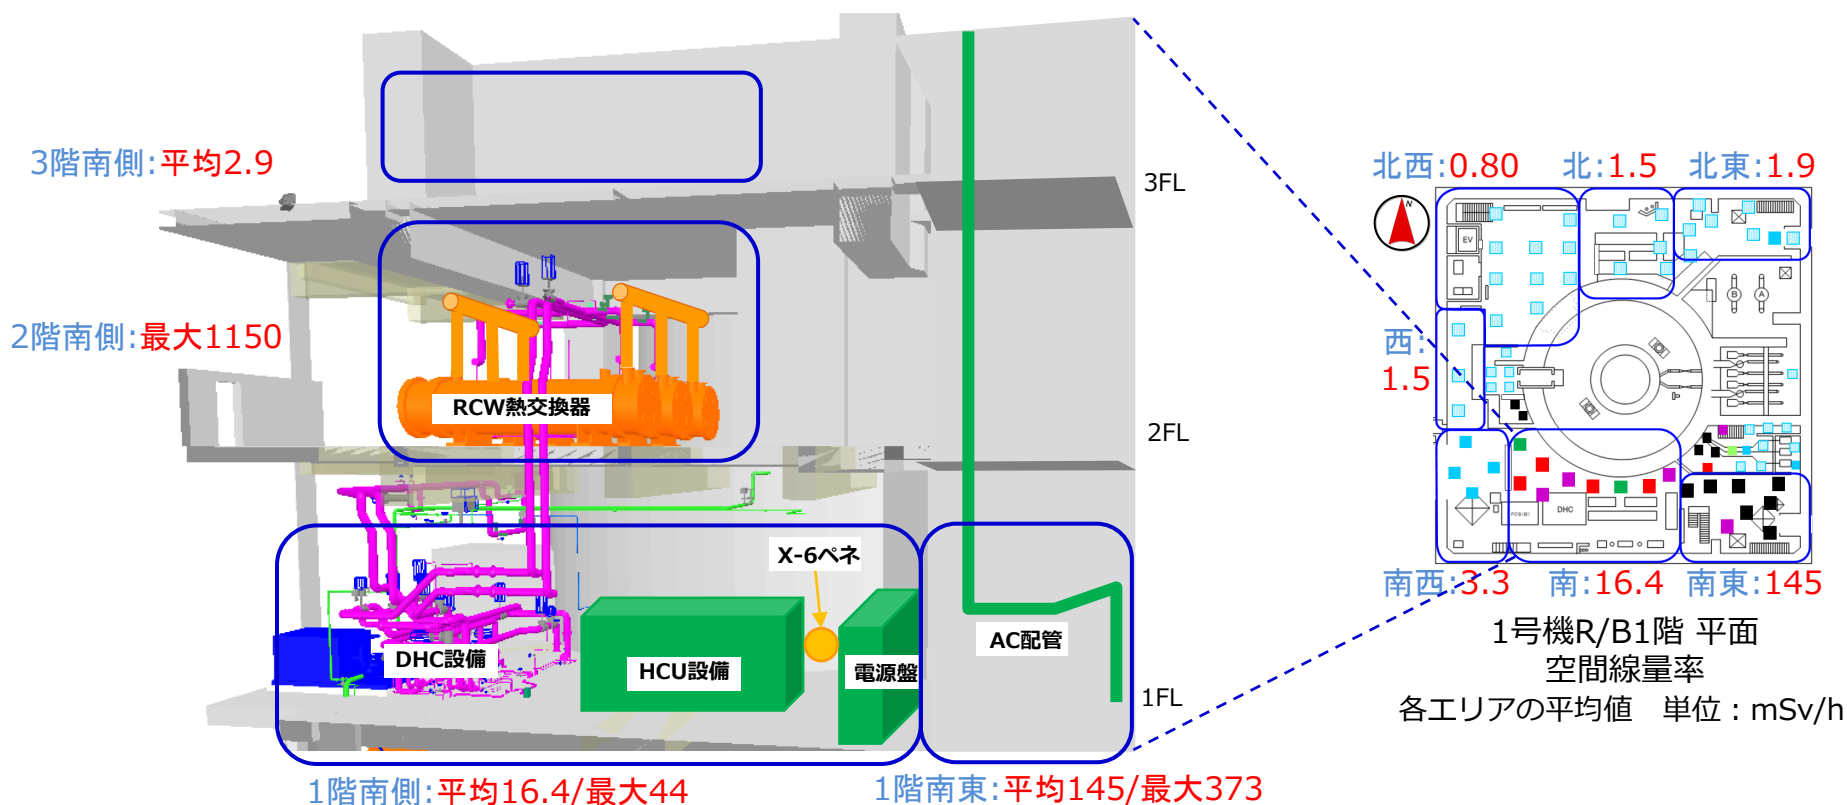 3階南側:平均2.9
2階南側:最大1150
RCW熱交換器
X-6ペネ
DHC設備
HCU設備
電源盤
AC配管
3FL
2FL
1FL
1階南側:平均16.4/最大44
1階南東:平均145/最大373
北西:0.80
北:1.5
北東:1.9
N
EV
B
A
西:
1.5
DHC
南西:3.3
南:16.4
南東:145
1号機R/B1階 平面
空間線量率
各エリアの平均値 単位：mSv/h